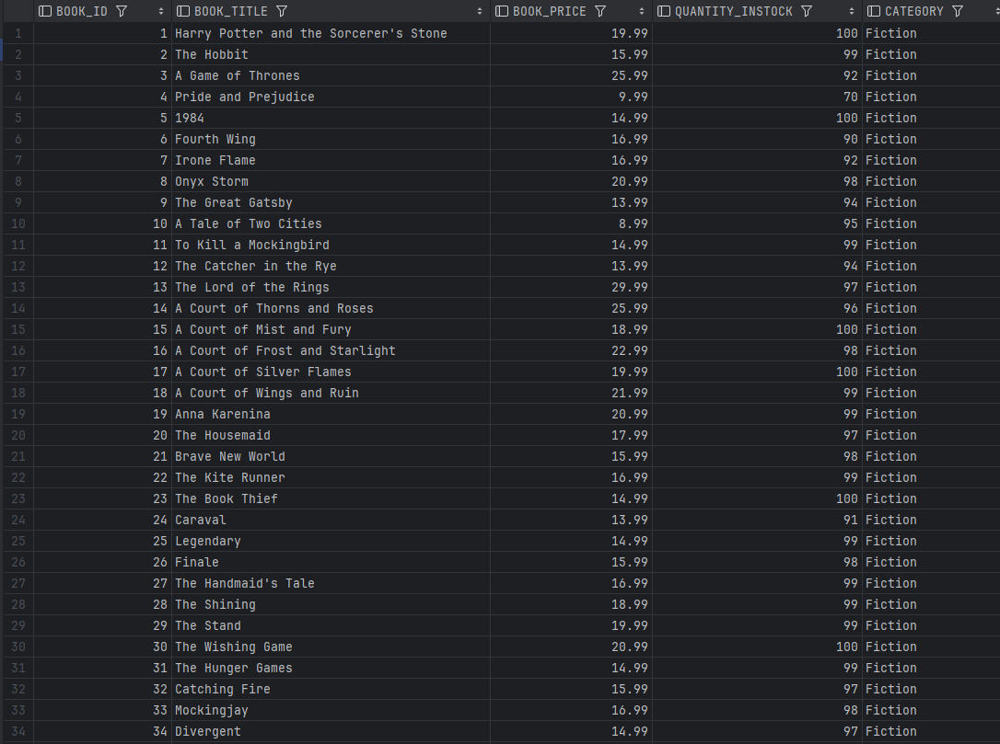 BOOK_ID BOOK_TITLE BOOK_PRICE QUANTITY_INSTOCK CATEGORY
1 1 Harry Potter and the Sorcerer's Stone 19.99 100 Fiction
2 2 The Hobbit 15.99 99 Fiction
3 3 A Game of Thrones 25.99 92 Fiction
4 4 Pride and Prejudice 9.99 70 Fiction
5 5 1984 14.99 100 Fiction
6 6 Fourth Wing 16.99 90 Fiction
7 7 Irone Flame 16.99 92 Fiction
8 8 Onyx Storm 20.99 98 Fiction
9 9 The Great Gatsby 13.99 94 Fiction
10 10 A Tale of Two Cities 8.99 95 Fiction
11 11 To Kill a Mockingbird 14.99 99 Fiction
12 12 The Catcher in the Rye 13.99 94 Fiction
13 13 The Lord of the Rings 29.99 97 Fiction
14 14 A Court of Thorns and Roses 25.99 96 Fiction
15 15 A Court of Mist and Fury 18.99 100 Fiction
16 16 A Court of Frost and Starlight 22.99 98 Fiction
17 17 A Court of Silver Flames 19.99 100 Fiction
18 18 A Court of Wings and Ruin 21.99 99 Fiction
19 19 Anna Karenina 20.99 99 Fiction
20 20 The Housemaid 17.99 97 Fiction
21 21 Brave New World 15.99 98 Fiction
22 22 The Kite Runner 16.99 99 Fiction
23 23 The Book Thief 14.99 100 Fiction
24 24 Caraval 13.99 91 Fiction
25 25 Legendary 14.99 99 Fiction
26 26 Finale 15.99 98 Fiction
27 27 The Handmaid's Tale 16.99 99 Fiction
28 28 The Shining 18.99 99 Fiction
29 29 The Stand 19.99 99 Fiction
30 30 The Wishing Game 20.99 100 Fiction
31 31 The Hunger Games 14.99 99 Fiction
32 32 Catching Fire 15.99 97 Fiction
33 33 Mockingjay 16.99 98 Fiction
34 34 Divergent 14.99 97 Fiction